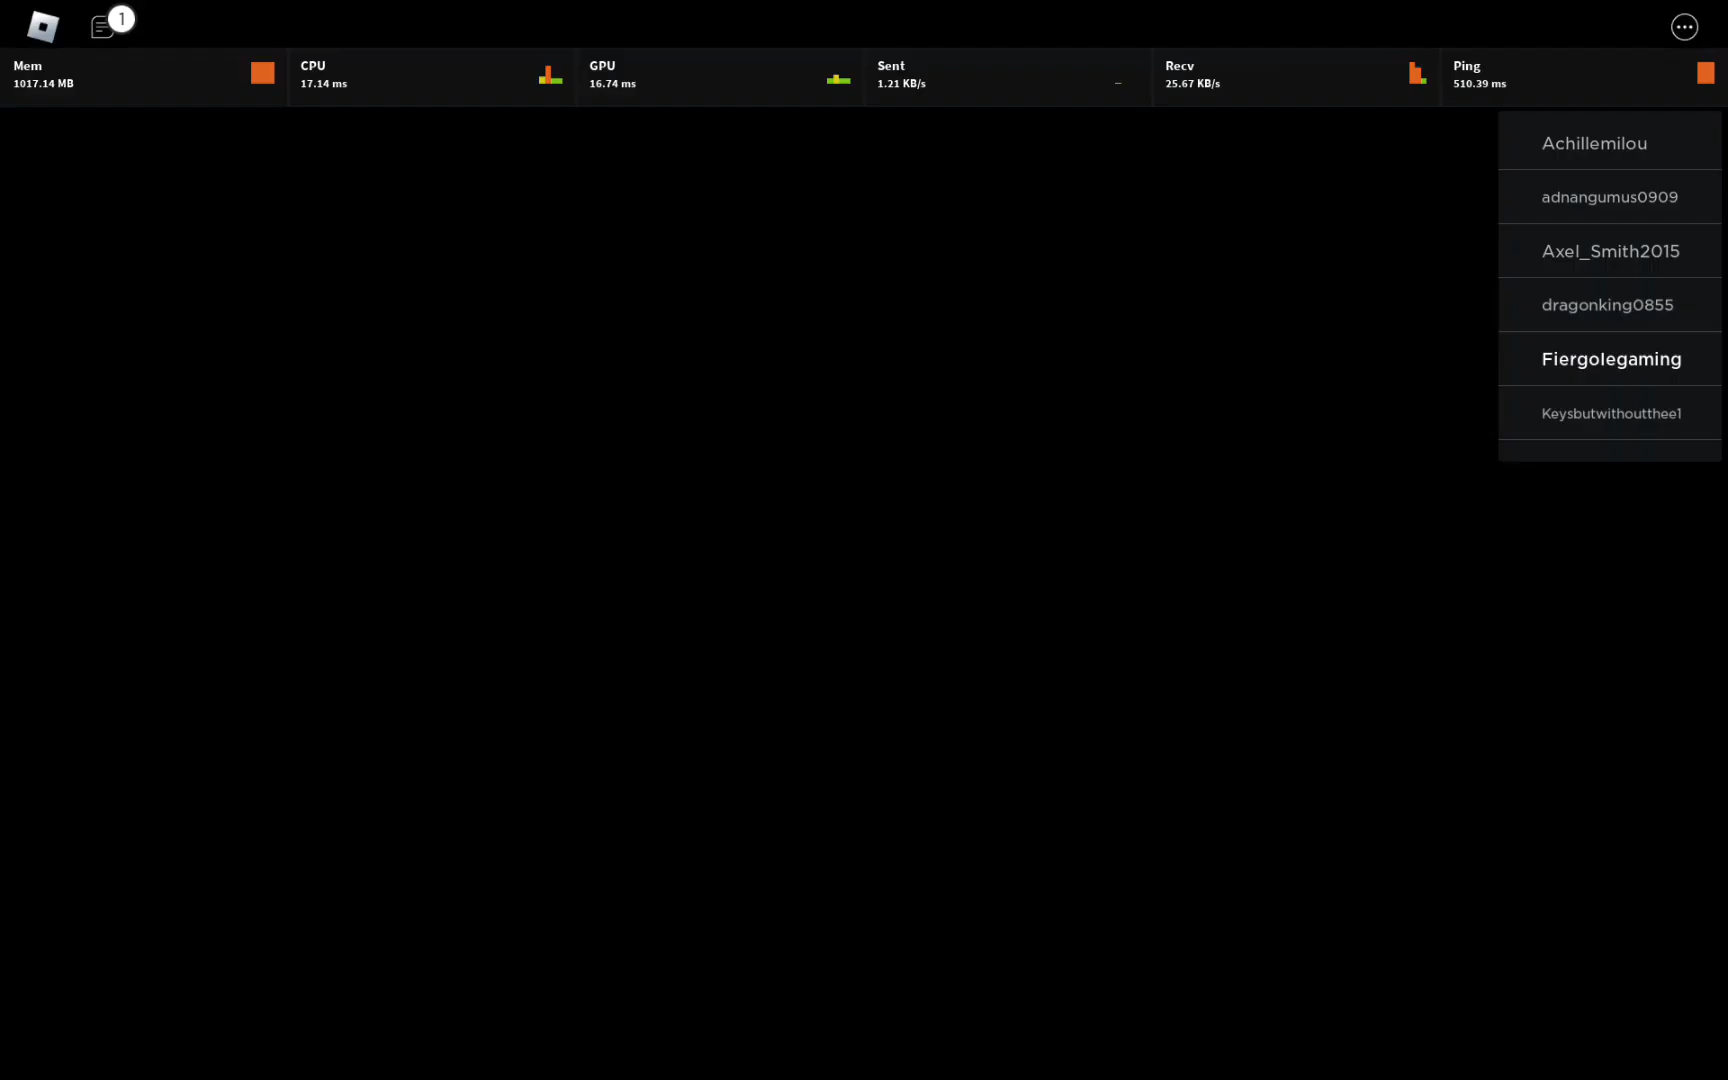 1
Mem
1017.14 MB
CPU
17.14 ms
GPU
16.74 ms
Sent
1.21 KB/s
Recv
25.67 KB/s
Ping
510.39 ms
Achillemilou
adnangumus0909
Axel_Smith2015
dragonking0855
Fiergolegaming
Keysbutwithoutthee1